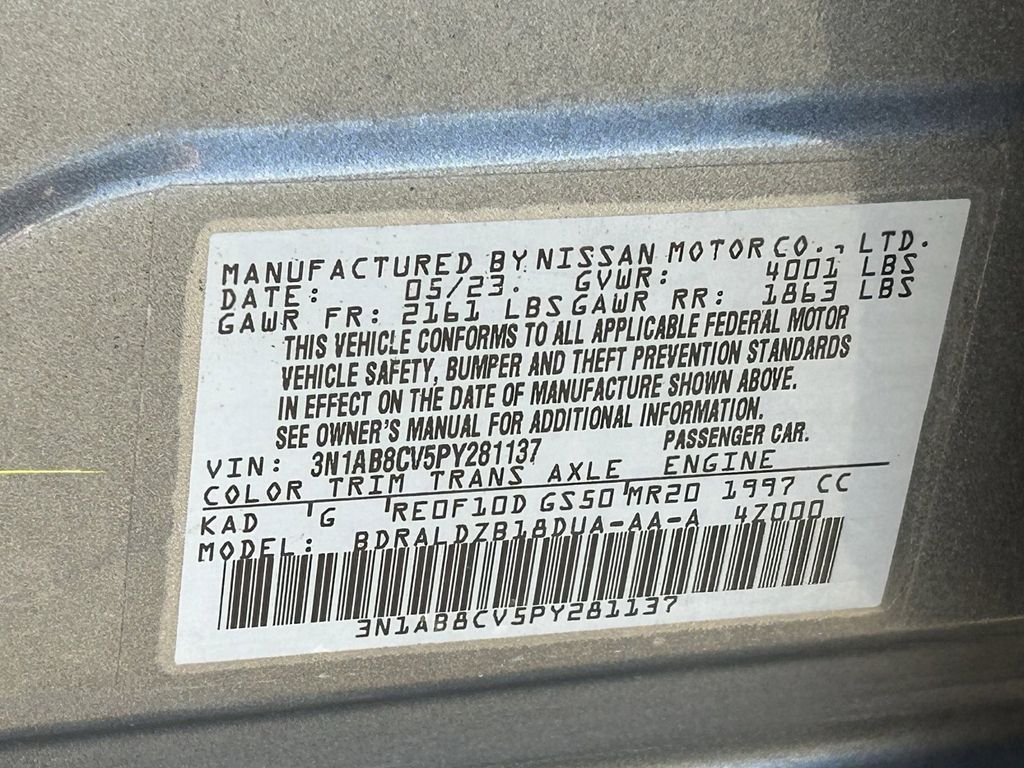 MANUFACTURED BY NISSAN MOTOR CO., LTD.
DATE: 05/23. GVWR: 4001 LBS
GAWR FR: 2161 LBS GAWR RR: 1863 LBS
THIS VEHICLE CONFORMS TO ALL APPLICABLE FEDERAL MOTOR
VEHICLE SAFETY, BUMPER AND THEFT PREVENTION STANDARDS
IN EFFECT ON THE DATE OF MANUFACTURE SHOWN ABOVE.
SEE OWNER'S MANUAL FOR ADDITIONAL INFORMATION.
VIN: 3N1AB8CV5PY281137 PASSENGER CAR.
COLOR TRIM TRANS AXLE ENGINE
KAD G RE0F10D GS50 MR20 1997 CC
MODEL: BDRALDZB18DUA-AA-A 47000
3N1AB8CV5PY281137